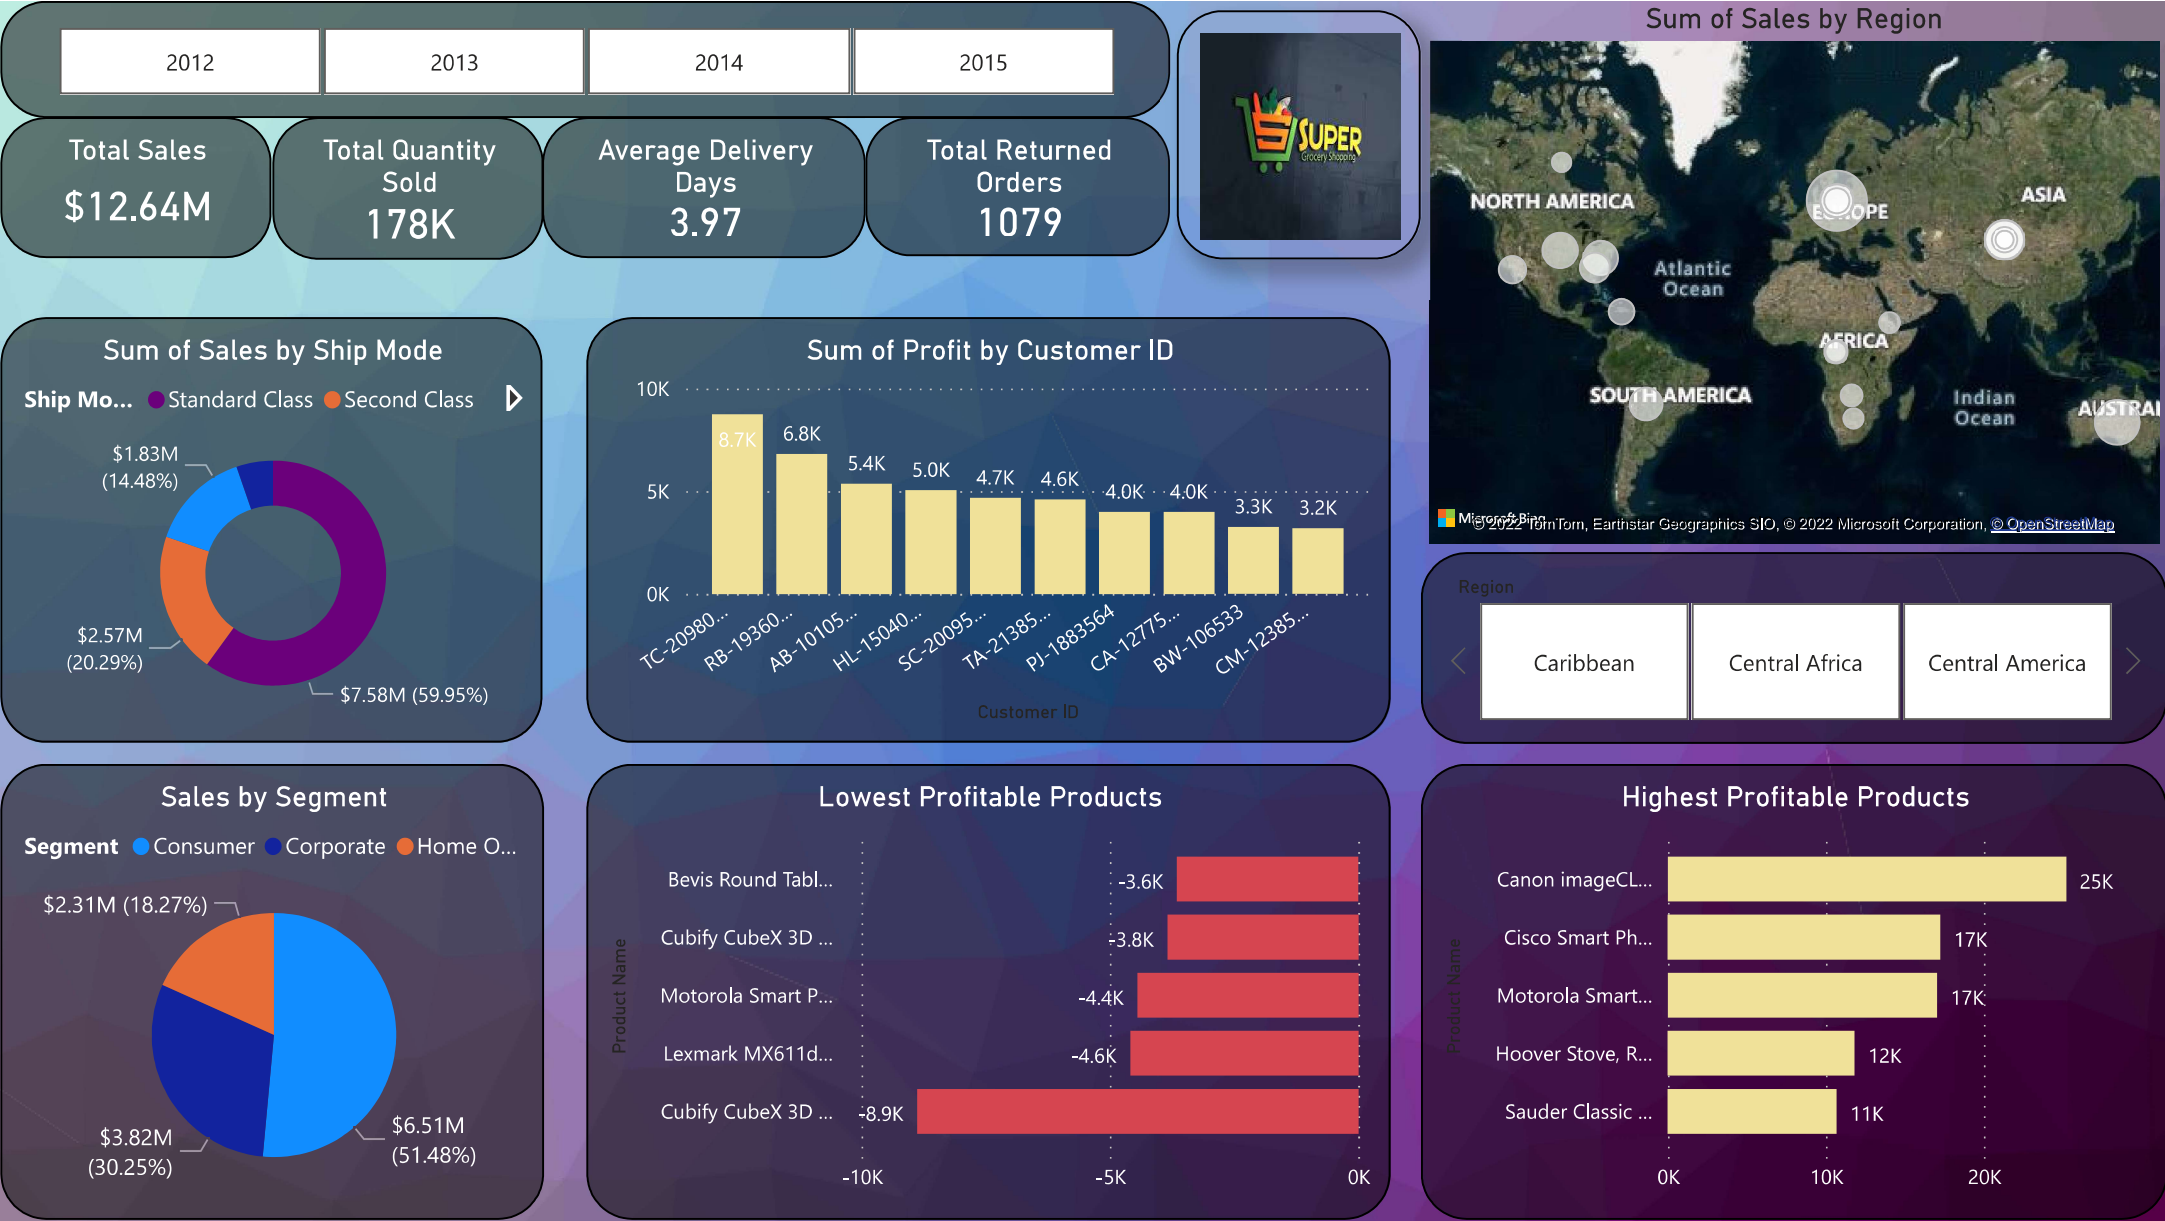 2012
2013
2014
2015
Total Sales
$12.64M
Total Quantity
Sold
178K
Average Delivery
Days
3.97
Total Returned
Orders
1079
SUPER
Grocery Shopping
Sum of Sales by Region
NORTH AMERICA
EUROPE
ASIA
Atlantic
Ocean
AFRICA
SOUTH AMERICA
Indian
Ocean
AUSTRAL
Microsoft Bing
© 2022 TomTom, Earthstar Geographics SIO, © 2022 Microsoft Corporation, © OpenStreetMap
Sum of Sales by Ship Mode
Ship Mo... Standard Class Second Class
$1.83M
(14.48%)
$2.57M
(20.29%)
$7.58M (59.95%)
Sum of Profit by Customer ID
10K
5K
0K
8.7K
6.8K
5.4K
5.0K
4.7K
4.6K
4.0K
4.0K
3.3K
3.2K
TC-20980...
RB-19360...
AB-10105...
HL-15040...
SC-20095...
TA-21385...
PJ-1883564
CA-12775...
BW-106533
CM-12385...
Customer ID
Region
Caribbean
Central Africa
Central America
Sales by Segment
Segment Consumer Corporate Home O...
$2.31M (18.27%)
$3.82M
(30.25%)
$6.51M
(51.48%)
Lowest Profitable Products
Product Name
Bevis Round Tabl... -3.6K
Cubify CubeX 3D ... -3.8K
Motorola Smart P... -4.4K
Lexmark MX611d... -4.6K
Cubify CubeX 3D ... -8.9K
-10K -5K 0K
Highest Profitable Products
Product Name
Canon imageCL... 25K
Cisco Smart Ph... 17K
Motorola Smart... 17K
Hoover Stove, R... 12K
Sauder Classic ... 11K
0K 10K 20K